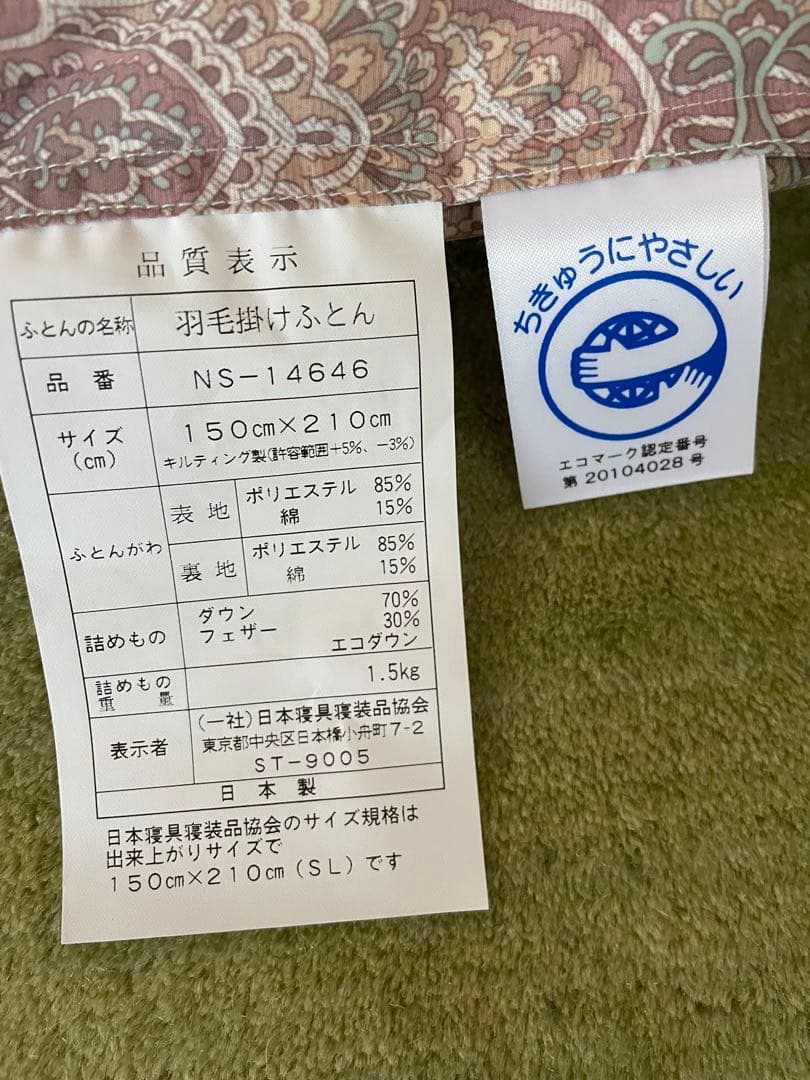 品質表示
ふとんの名称 羽毛掛けふとん
品番 NS-14646
サイズ(cm) 150cm×210cm
キルティング製(許容範囲+5%、-3%)
ふとんがわ 表地 ポリエステル 85%
綿 15%
裏地 ポリエステル 85%
綿 15%
詰めもの ダウン 70%
フェザー 30%
エコダウン
詰めもの重量 1.5kg
表示者 (一社)日本寝具寝装品協会
東京都中央区日本橋小舟町7-2
ST-9005
日本製
日本寝具寝装品協会のサイズ規格は
出来上がりサイズで
150cm×210cm(SL)です
ちきゅうにやさしい
エコマーク認定番号
第 20104028 号